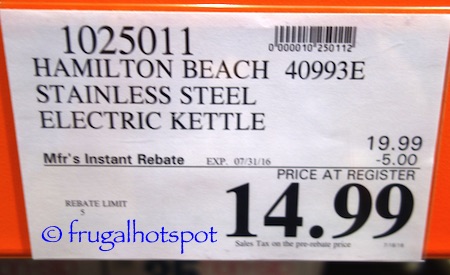 1025011
000010250112
HAMILTON BEACH 40993E
STAINLESS STEEL
ELECTRIC KETTLE
19.99
Mfr's Instant Rebate EXP. 07/31/16 -5.00
PRICE AT REGISTER
REBATE LIMIT
5
14.99
© frugalhotspot
Sales Tax on the pre-rebate price